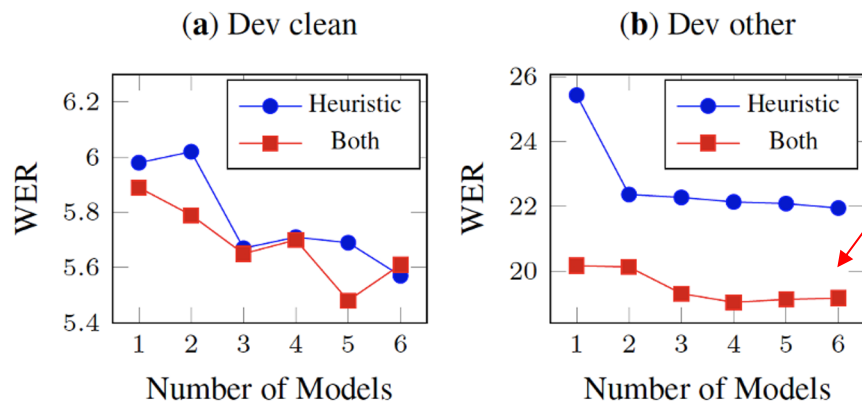 (a) Dev clean
(b) Dev other
6.2
6
5.8
5.6
5.4
WER
Heuristic
Both
1 2 3 4 5 6
Number of Models
26
24
22
20
WER
Heuristic
Both
1 2 3 4 5 6
Number of Models